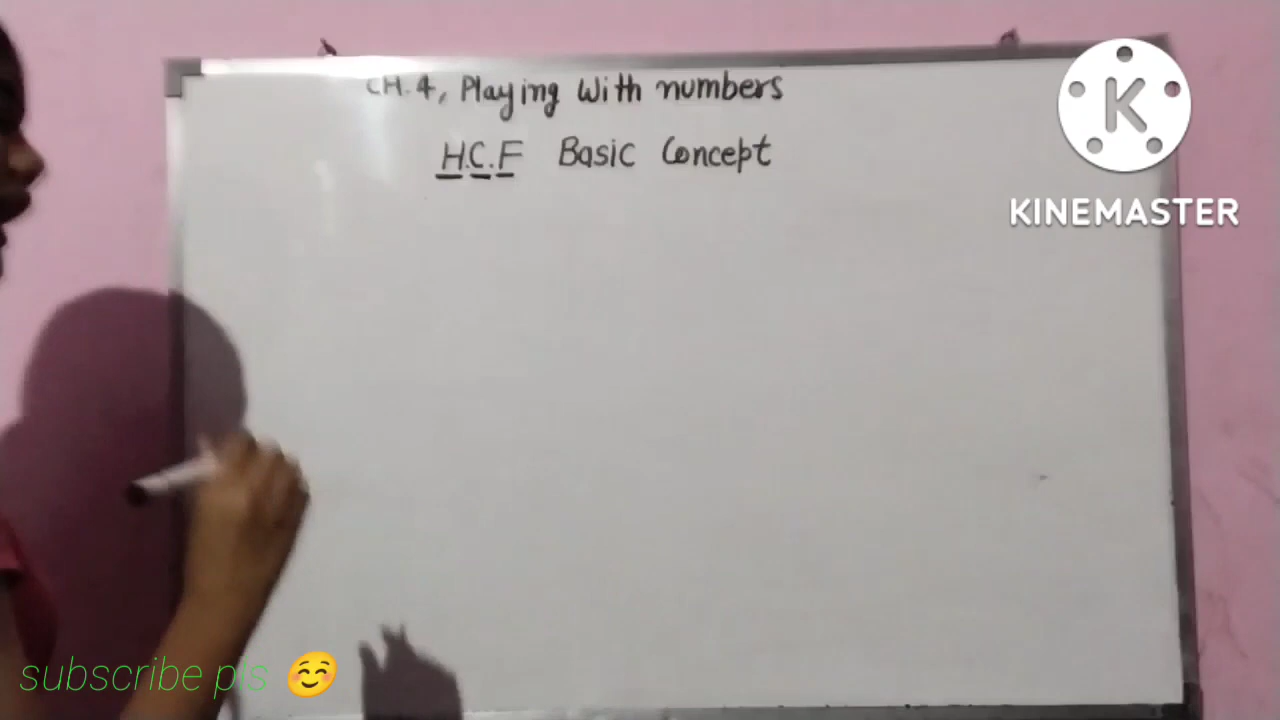 CH.4, Playing With numbers
H.C.F Basic Concept
K
KINEMASTER
subscribe pls ☺️